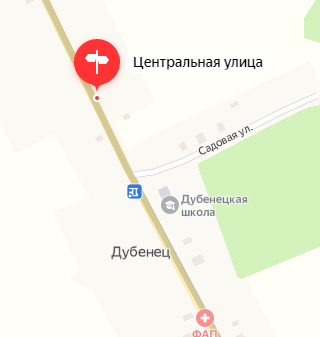 Центральная улица
Садовая ул.
Дубенецкая
школа
Дубенец
ФАП